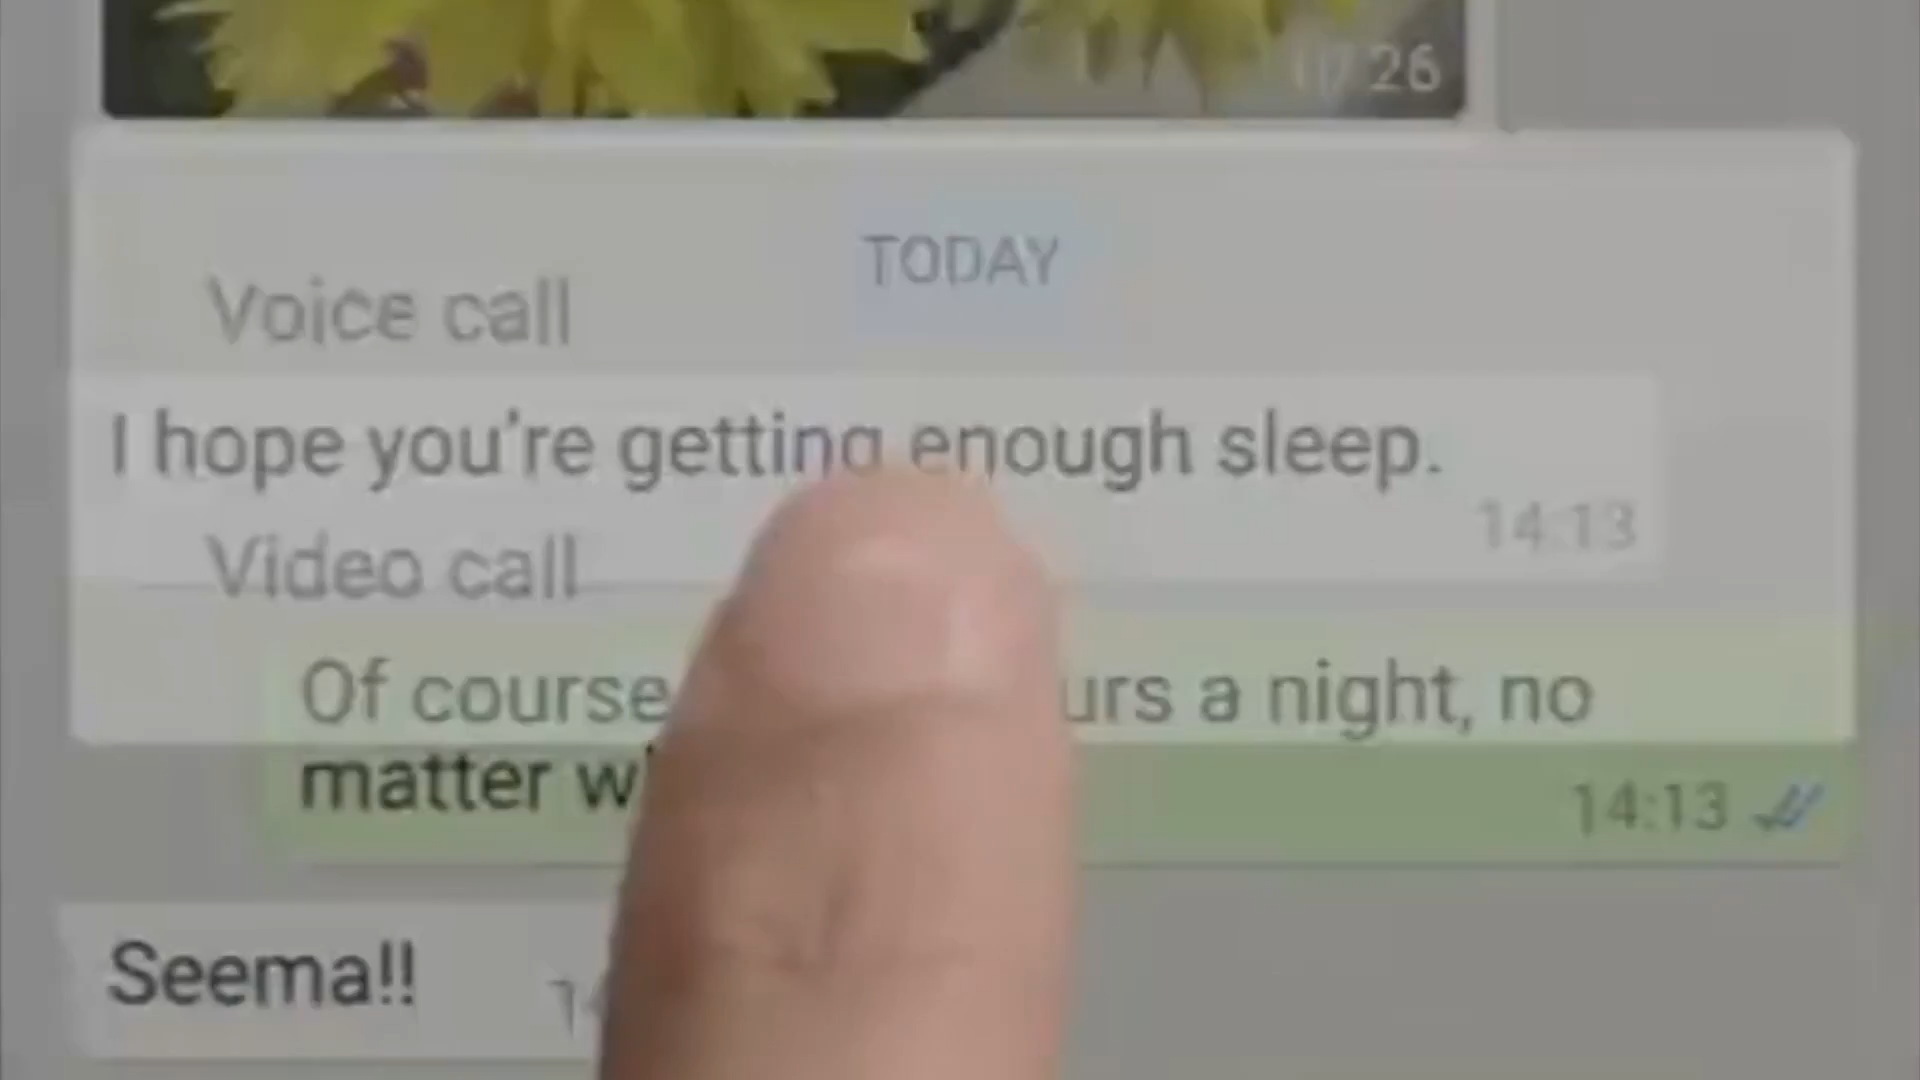 26
TODAY
Voice call
I hope you're getting enough sleep.
14:13
Video call
Of course a night, no
matter
14:13
Seema!!